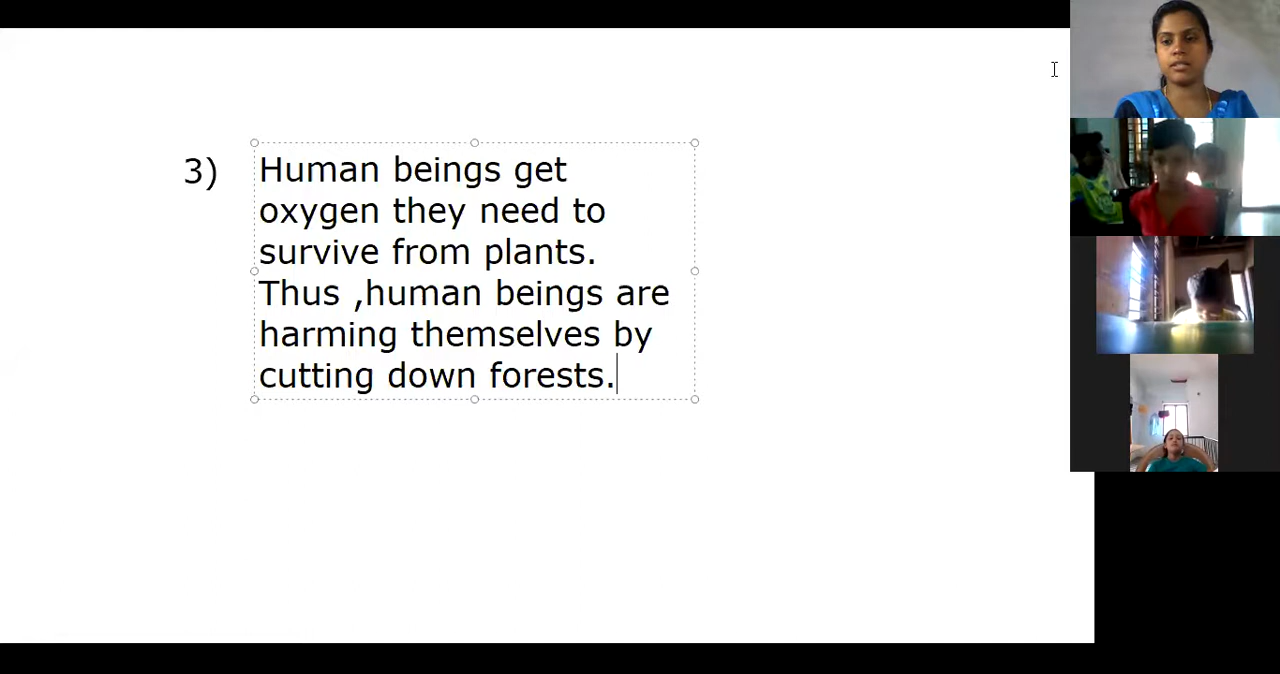 3) Human beings get
oxygen they need to
survive from plants.
Thus ,human beings are
harming themselves by
cutting down forests.